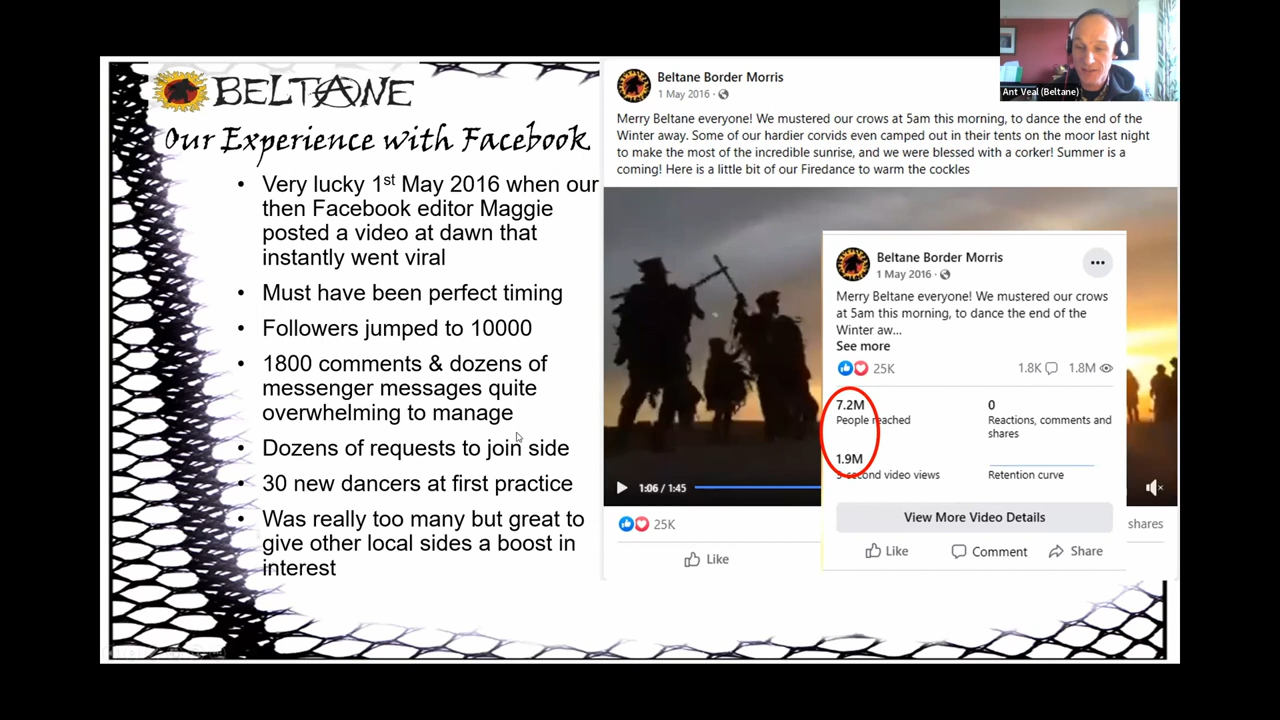 Ant Veal (Beltane)
BELTANE
Our Experience with Facebook
• Very lucky 1st May 2016 when our
then Facebook editor Maggie
posted a video at dawn that
instantly went viral
• Must have been perfect timing
• Followers jumped to 10000
• 1800 comments & dozens of
messenger messages quite
overwhelming to manage
• Dozens of requests to join side
• 30 new dancers at first practice
• Was really too many but great to
give other local sides a boost in
interest
Beltane Border Morris
1 May 2016 ·
Merry Beltane everyone! We mustered our crows at 5am this morning, to dance the end of the
Winter away. Some of our hardier corvids even camped out in their tents on the moor last night
to make the most of the incredible sunrise, and we were blessed with a corker! Summer is a
coming! Here is a little bit of our Firedance to warm the cockles
1:06 / 1:45
25K
shares
Like
Beltane Border Morris
1 May 2016 ·
Merry Beltane everyone! We mustered our crows
at 5am this morning, to dance the end of the
Winter aw...
See more
25K 1.8K 1.8M
7.2M
People reached
0
Reactions, comments and
shares
1.9M
3-second video views
Retention curve
View More Video Details
Like Comment Share